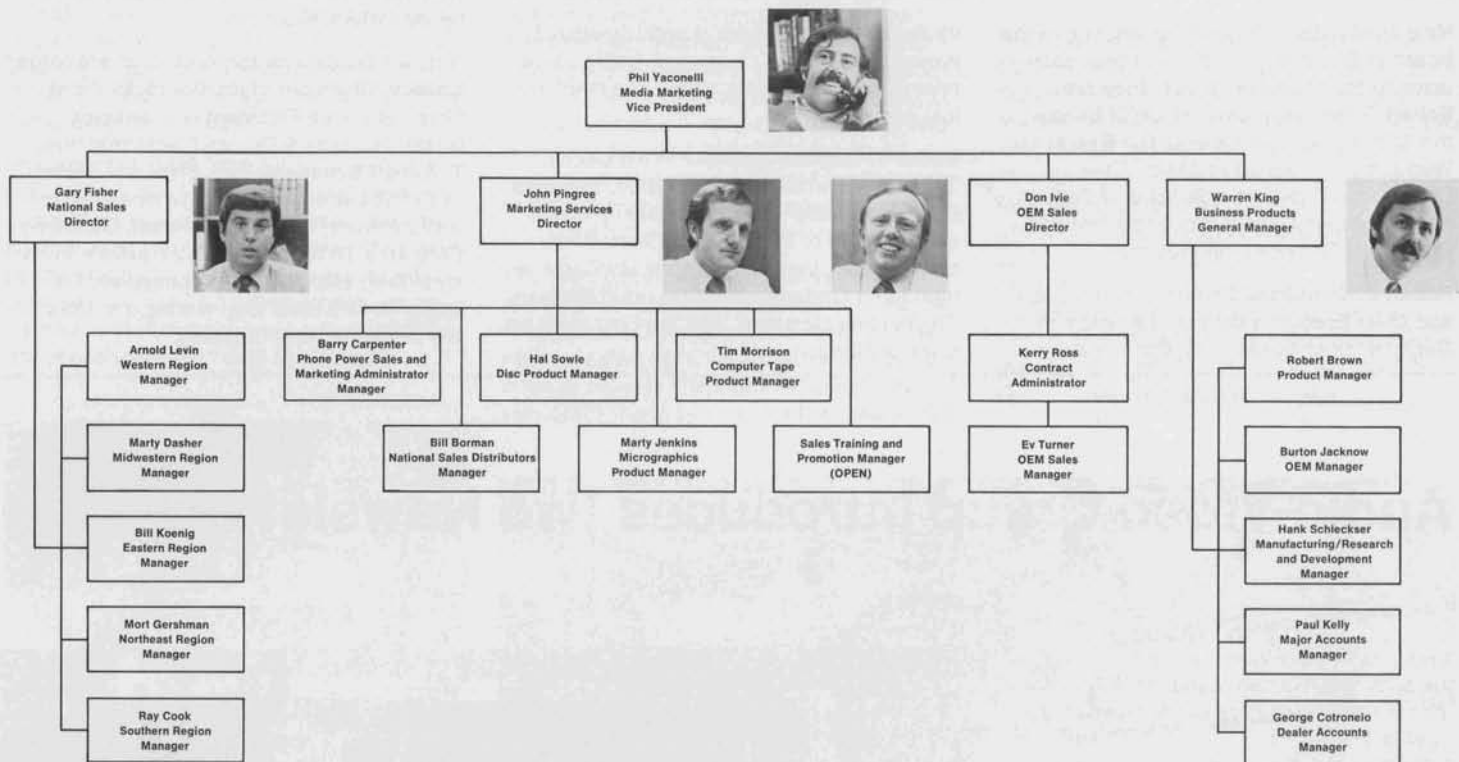 Phil Yaconelli
Media Marketing
Vice President
Gary Fisher
National Sales
Director
John Pingree
Marketing Services
Director
Don Ivie
OEM Sales
Director
Warren King
Business Products
General Manager
Arnold Levin
Western Region
Manager
Marty Dasher
Midwestern Region
Manager
Bill Koenig
Eastern Region
Manager
Mort Gershman
Northeast Region
Manager
Ray Cook
Southern Region
Manager
Barry Carpenter
Phone Power Sales and
Marketing Administrator
Manager
Hal Sowle
Disc Product Manager
Tim Morrison
Computer Tape
Product Manager
Bill Borman
National Sales Distributors
Manager
Marty Jenkins
Micrographics
Product Manager
Sales Training and
Promotion Manager
(OPEN)
Kerry Ross
Contract
Administrator
Ev Turner
OEM Sales
Manager
Robert Brown
Product Manager
Burton Jacknow
OEM Manager
Hank Schleckser
Manufacturing/Research
and Development
Manager
Paul Kelly
Major Accounts
Manager
George Cotroneio
Dealer Accounts
Manager